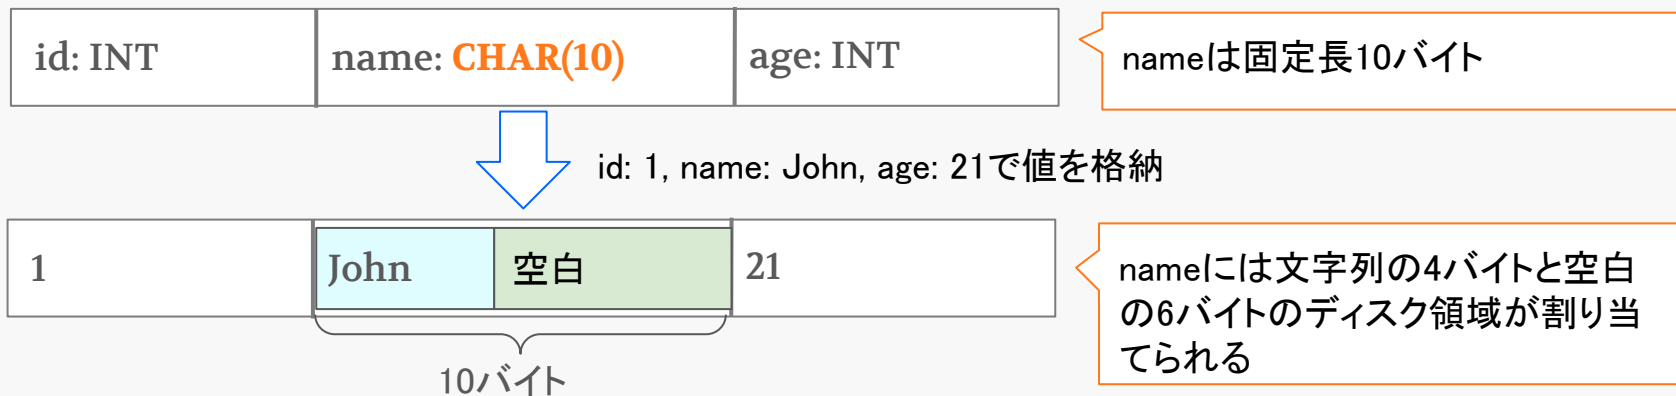 id: INT
name: CHAR(10)
age: INT
nameは固定長10バイト
id: 1, name: John, age: 21で値を格納
1
John
空白
21
nameには文字列の4バイトと空白
の6バイトのディスク領域が割り当
てられる
10バイト